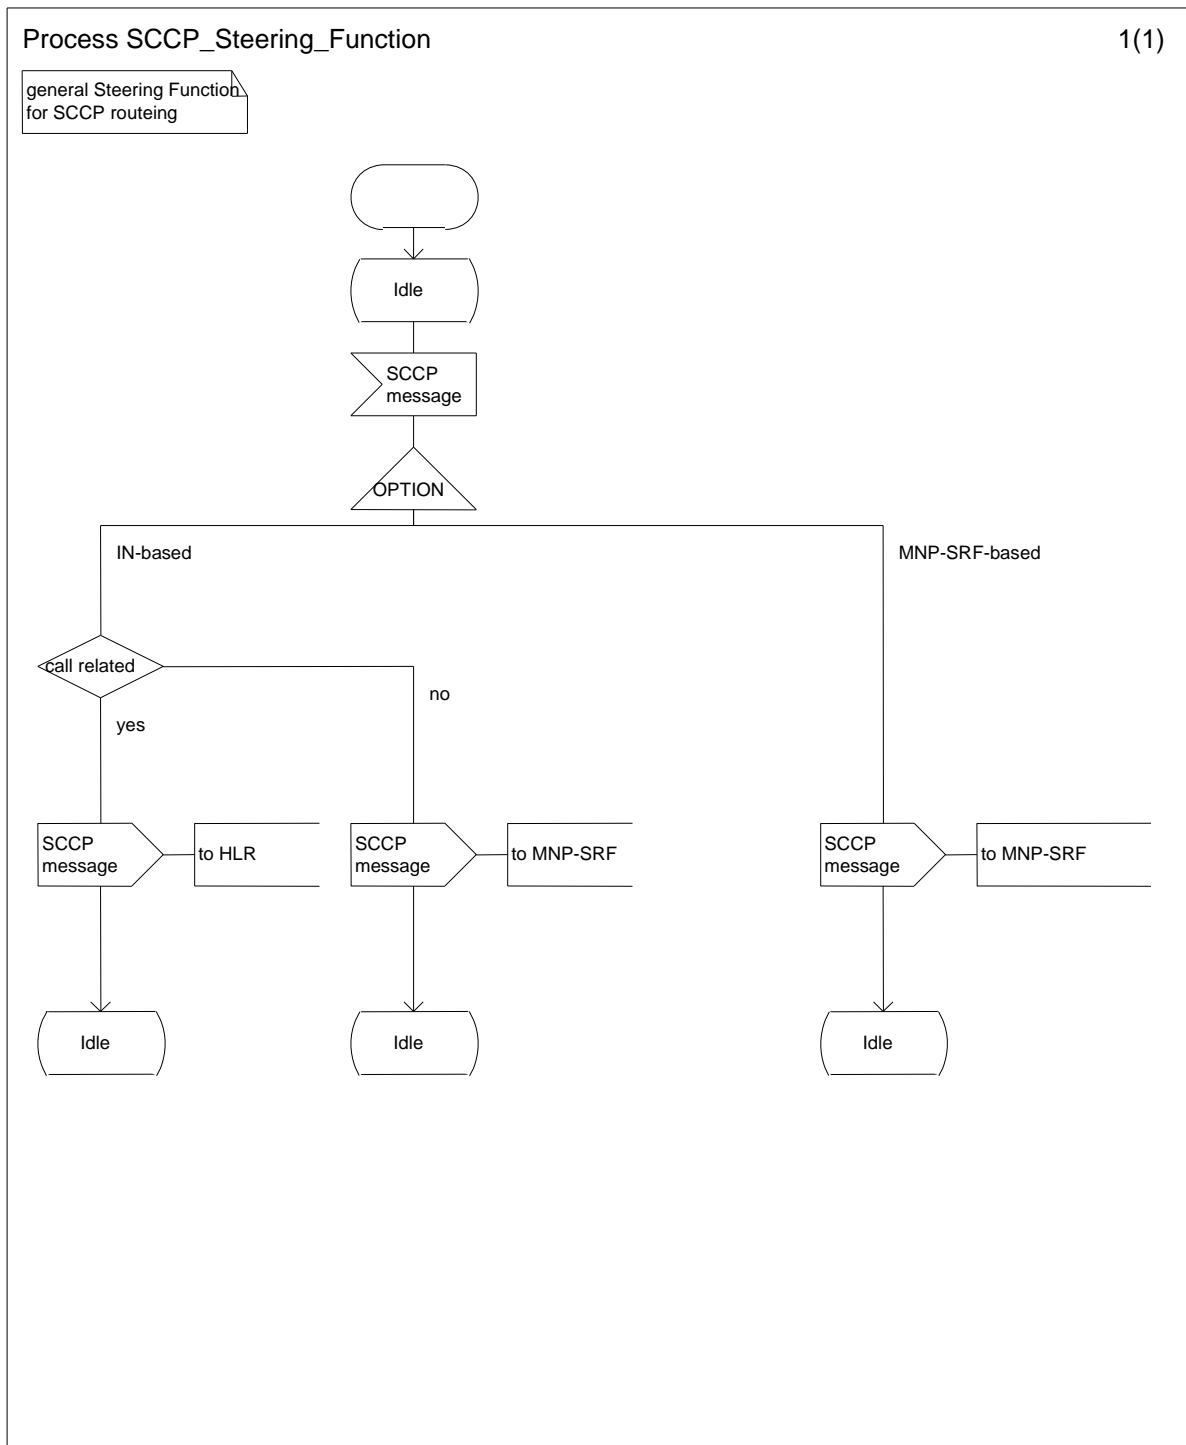 Process SCCP_Steering_Function
1(1)
general Steering Function
for SCCP routeing
Idle
SCCP
message
OPTION
IN-based
MNP-SRF-based
call related
no
yes
SCCP
message
to HLR
SCCP
message
to MNP-SRF
SCCP
message
to MNP-SRF
Idle
Idle
Idle